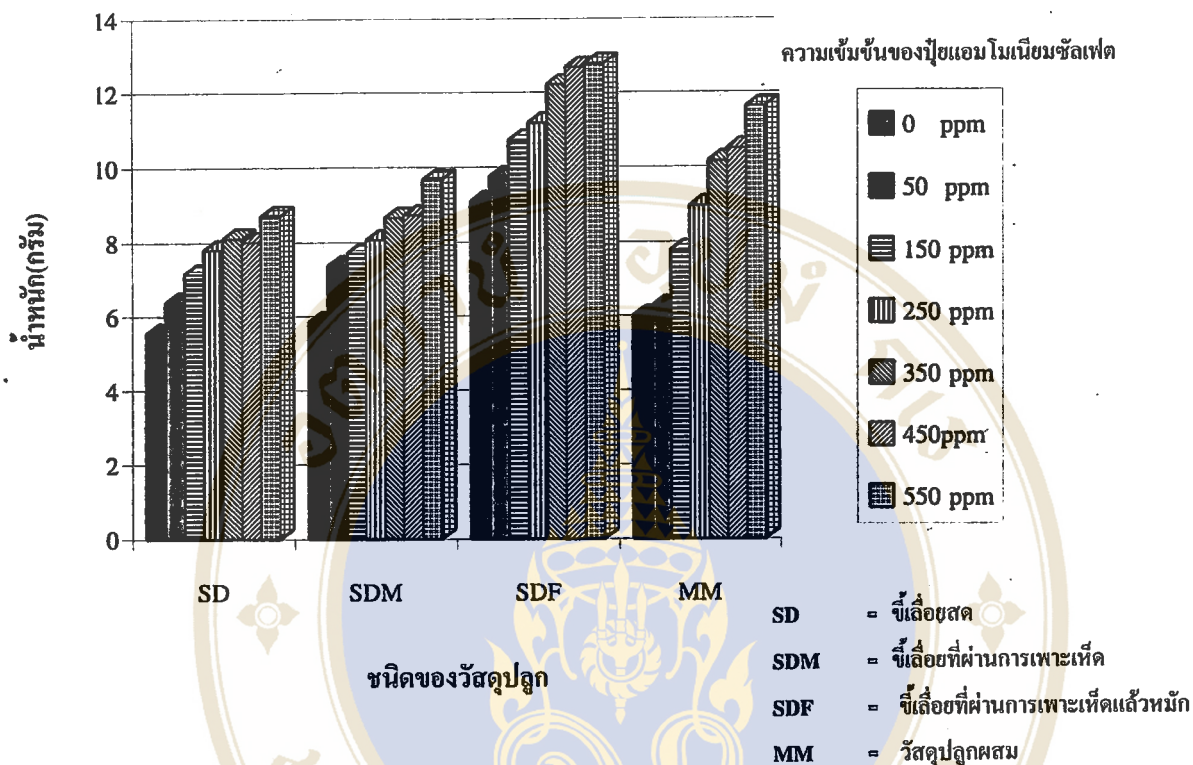 14
12
10
8
6
4
2
0
น้ำหนัก(กรัม)
SD
SDM
SDF
MM
ชนิดของวัสดุปลูก
ความเข้มข้นของปุ๋ยแอมโมเนียมซัลเฟต
0 ppm
50 ppm
150 ppm
250 ppm
350 ppm
450ppm
550 ppm
SD = ขี้เลื่อยสด
SDM = ขี้เลื่อยที่ผ่านการเพาะเห็ด
SDF = ขี้เลื่อยที่ผ่านการเพาะเห็ดแล้วหมัก
MM = วัสดุปลูกผสม